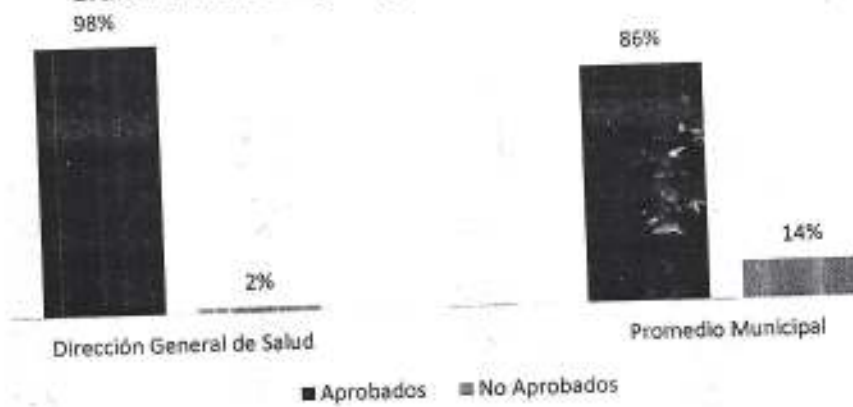 98%
86%
14%
2%
Dirección General de Salud
Promedio Municipal
■ Aprobados ■ No Aprobados